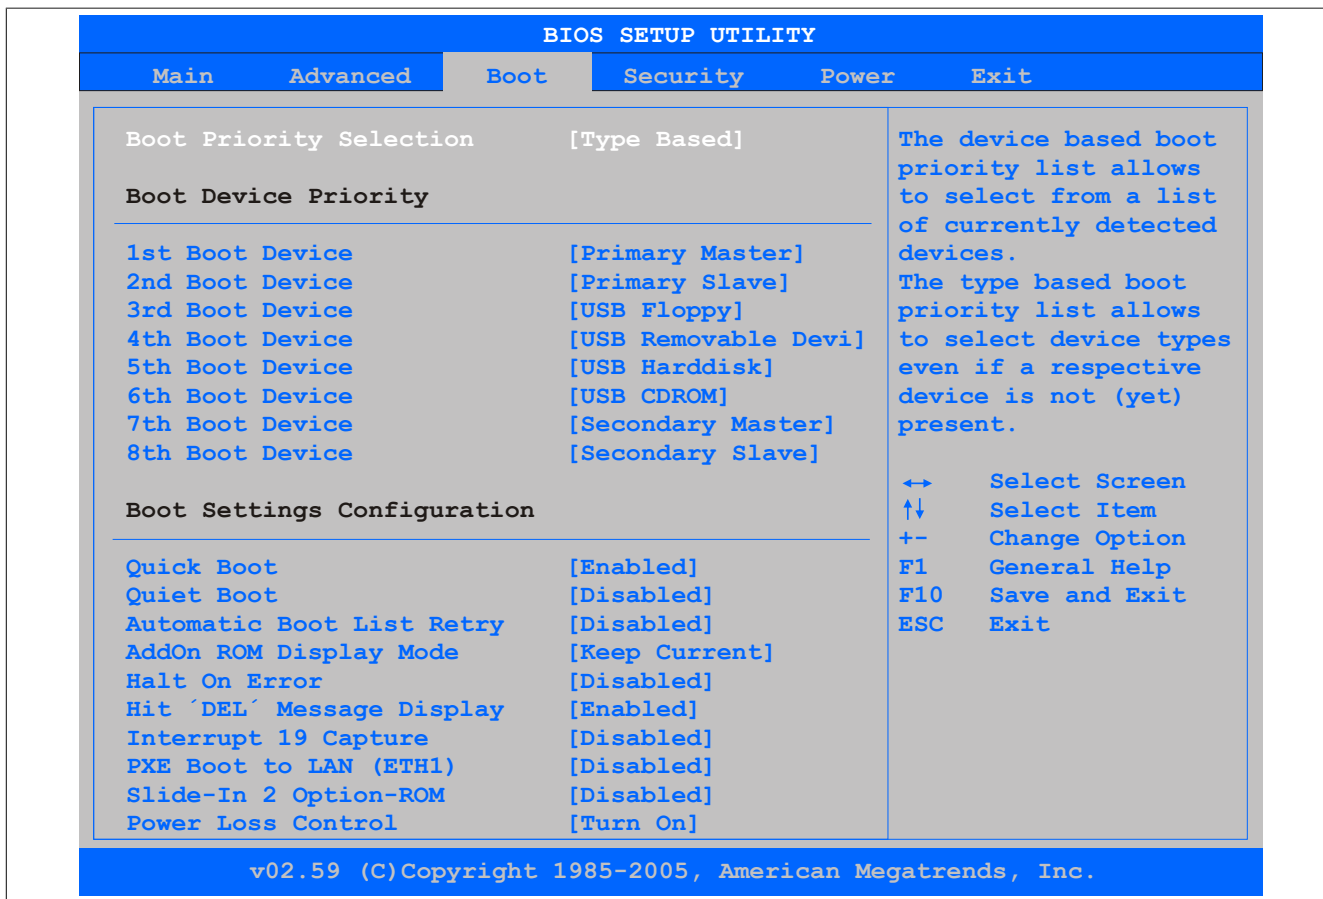 BIOS SETUP UTILITY
Main Advanced Boot Security Power Exit
Boot Priority Selection [Type Based]
Boot Device Priority
1st Boot Device [Primary Master]
2nd Boot Device [Primary Slave]
3rd Boot Device [USB Floppy]
4th Boot Device [USB Removable Devi]
5th Boot Device [USB Harddisk]
6th Boot Device [USB CDROM]
7th Boot Device [Secondary Master]
8th Boot Device [Secondary Slave]
Boot Settings Configuration
Quick Boot [Enabled]
Quiet Boot [Disabled]
Automatic Boot List Retry [Disabled]
AddOn ROM Display Mode [Keep Current]
Halt On Error [Disabled]
Hit ´DEL´ Message Display [Enabled]
Interrupt 19 Capture [Disabled]
PXE Boot to LAN (ETH1) [Disabled]
Slide-In 2 Option-ROM [Disabled]
Power Loss Control [Turn On]
The device based boot
priority list allows
to select from a list
of currently detected
devices.
The type based boot
priority list allows
to select device types
even if a respective
device is not (yet)
present.
↔ Select Screen
↑↓ Select Item
+- Change Option
F1 General Help
F10 Save and Exit
ESC Exit
v02.59 (C)Copyright 1985-2005, American Megatrends, Inc.